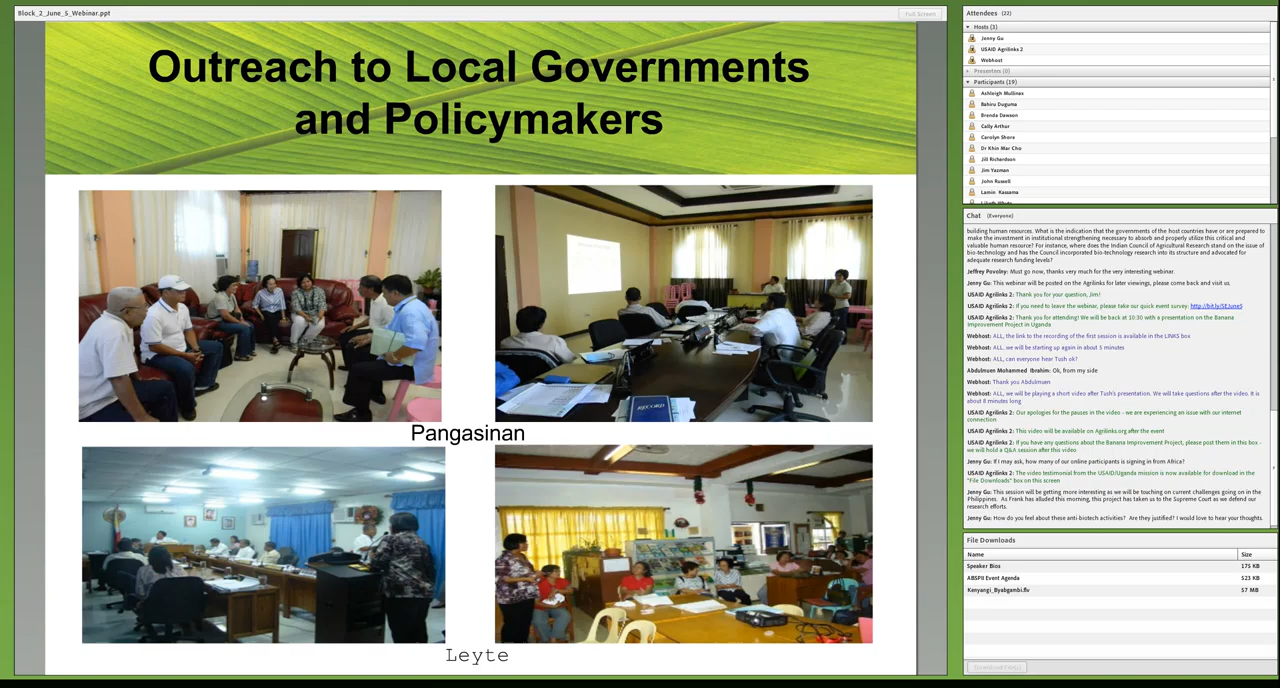 Block_2_June_5_Webinar.ppt
Full Screen
Outreach to Local Governments
and Policymakers
RECORD
Pangasinan
Leyte
Attendees (22)
Hosts (3)
Jenny Gu
USAID Agrilinks 2
Webhost
Presenters (0)
Participants (19)
Ashleigh Mullinax
Bahiru Duguma
Brenda Dawson
Cally Arthur
Carolyn Shore
Dr Khin Mar Cho
Jill Richardson
Jim Yazman
John Russell
Lamin Kassama
Chat (Everyone)
building human resources. What is the indication that the governments of the host countries have or are prepared to
make the investment in institutional strengthening necessary to absorb and properly utilize this critical and
valuable human resource? For instance, where does the Indian Council of Agricultural Research stand on the issue of
bio-technology and has the Council incorporated bio-technology research into its structure and advocated for
adequate research funding levels?
Jeffrey Povolny: Must go now, thanks very much for the very interesting webinar.
Jenny Gu: This webinar will be posted on the Agrilinks for later viewings, please come back and visit us.
USAID Agrilinks 2: Thank you for your question, Jim!
USAID Agrilinks 2: If you need to leave the webinar, please take our quick event survey: http://bit.ly/SEJune5
USAID Agrilinks 2: Thank you for attending! We will be back at 10:30 with a presentation on the Banana
Improvement Project in Uganda
Webhost: ALL, the link to the recording of the first session is available in the LINKS box
Webhost: ALL, we will be starting up again in about 5 minutes
Webhost: ALL, can everyone hear Tush ok?
Abdulmuen Mohammed Ibrahim: Ok, from my side
Webhost: Thank you Abdulmuen
Webhost: ALL, we will be playing a short video after Tush's presentation. We will take questions after the video. It is
about 8 minutes long
USAID Agrilinks 2: Our apologies for the pauses in the video - we are experiencing an issue with our internet
connection
USAID Agrilinks 2: This video will be available on Agrilinks.org after the event
USAID Agrilinks 2: If you have any questions about the Banana Improvement Project, please post them in this box -
we will hold a Q&A session after this video
Jenny Gu: If I may ask, how many of our online participants is signing in from Africa?
USAID Agrilinks 2: The video testimonial from the USAID/Uganda mission is now available for download in the
"File Downloads" box on this screen
Jenny Gu: This session will be getting more interesting as we will be touching on current challenges going on in the
Philippines. As Frank has alluded this morning, this project has taken us to the Supreme Court as we defend our
research efforts.
Jenny Gu: How do you feel about these anti-biotech activities? Are they justified? I would love to hear your thoughts.
File Downloads
Name Size
Speaker Bios 175 KB
ABSPII Event Agenda 523 KB
Kenyangi_Byabgambi.flv 57 MB
Download File(s)